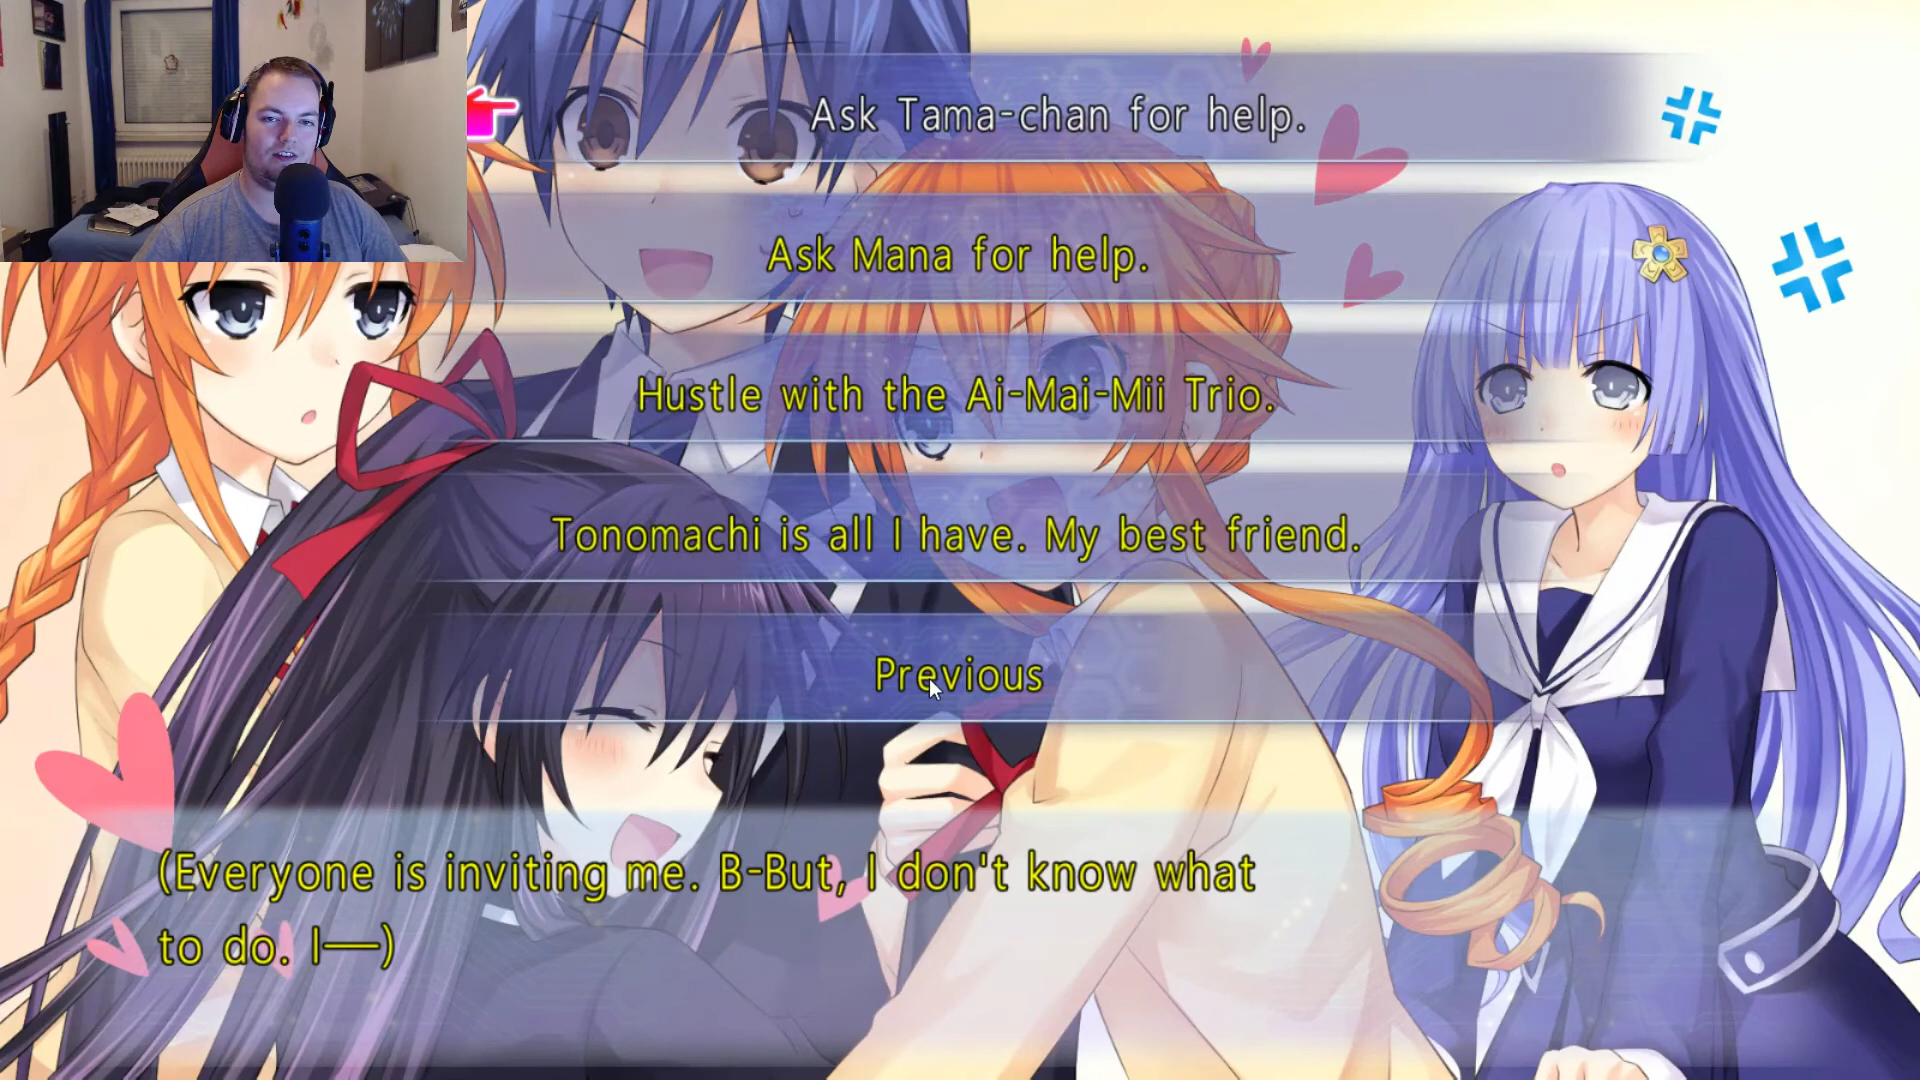 Ask Tama-chan for help.
Ask Mana for help.
Hustle with the Ai-Mai-Mii Trio.
Tonomachi is all I have. My best friend.
Previous
(Everyone is inviting me. B-But, I don't know what
to do. I──)